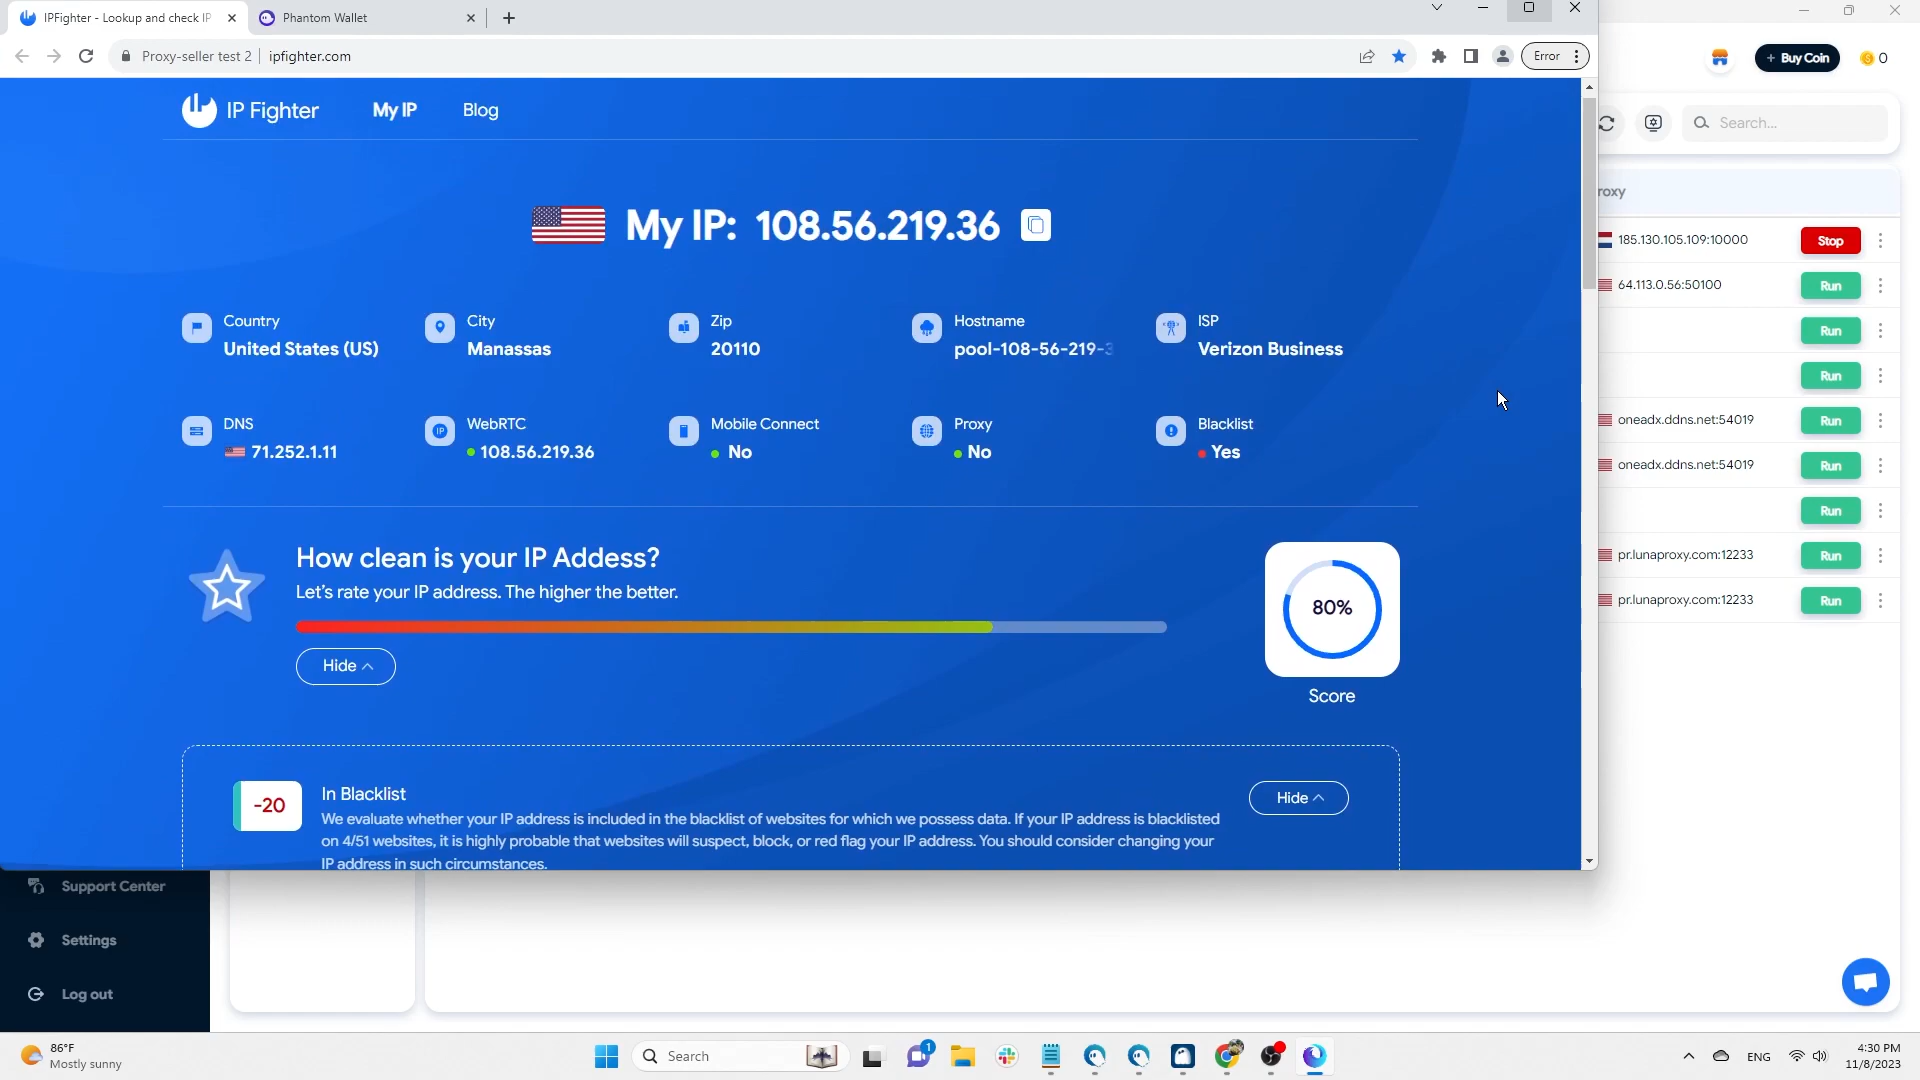 IPFighter - Lookup and check IP
Phantom Wallet
Proxy-seller test 2
ipfighter.com
Error
Buy Coin
0
IP Fighter
My IP
Blog
Search...
My IP: 108.56.219.36
roxy
185.130.105.109:10000
Stop
64.113.0.56:50100
Run
Run
Run
oneadx.ddns.net:54019
Run
oneadx.ddns.net:54019
Run
Run
pr.lunaproxy.com:12233
Run
pr.lunaproxy.com:12233
Run
Country
United States (US)
City
Manassas
Zip
20110
Hostname
pool-108-56-219-3
ISP
Verizon Business
DNS
71.252.1.11
WebRTC
IP
108.56.219.36
Mobile Connect
No
Proxy
No
Blacklist
Yes
How clean is your IP Addess?
Let's rate your IP address. The higher the better.
Hide
80%
Score
-20
In Blacklist
We evaluate whether your IP address is included in the blacklist of websites for which we possess data. If your IP address is blacklisted
on 4/51 websites, it is highly probable that websites will suspect, block, or red flag your IP address. You should consider changing your
IP address in such circumstances.
Hide
Support Center
Settings
Log out
86°F
Mostly sunny
Search
1
ENG
4:30 PM
11/8/2023